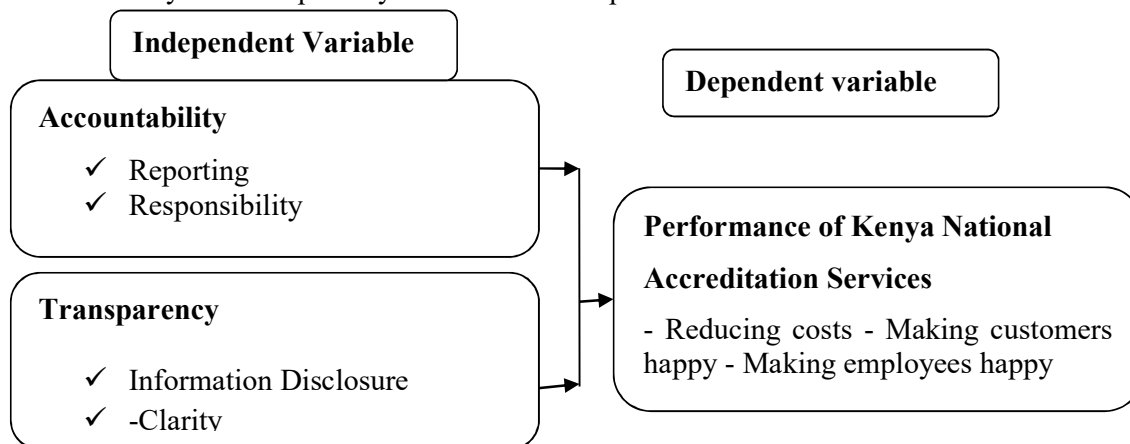 Independent Variable
Dependent variable
Accountability
✓ Reporting
✓ Responsibility
Performance of Kenya National
Accreditation Services
- Reducing costs - Making customers
happy - Making employees happy
Transparency
✓ Information Disclosure
✓ -Clarity